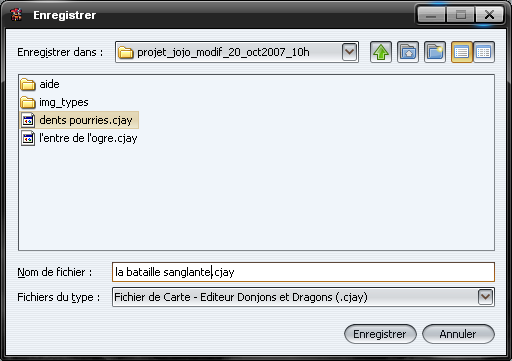 Enregistrer
Enregistrer dans : projet_jojo_modif_20_oct2007_10h
aide
img_types
dents pourries.cjay
l'entre de l'ogre.cjay
Nom de fichier : la bataille sanglante.cjay
Fichiers du type : Fichier de Carte - Editeur Donjons et Dragons (.cjay)
Enregistrer Annuler